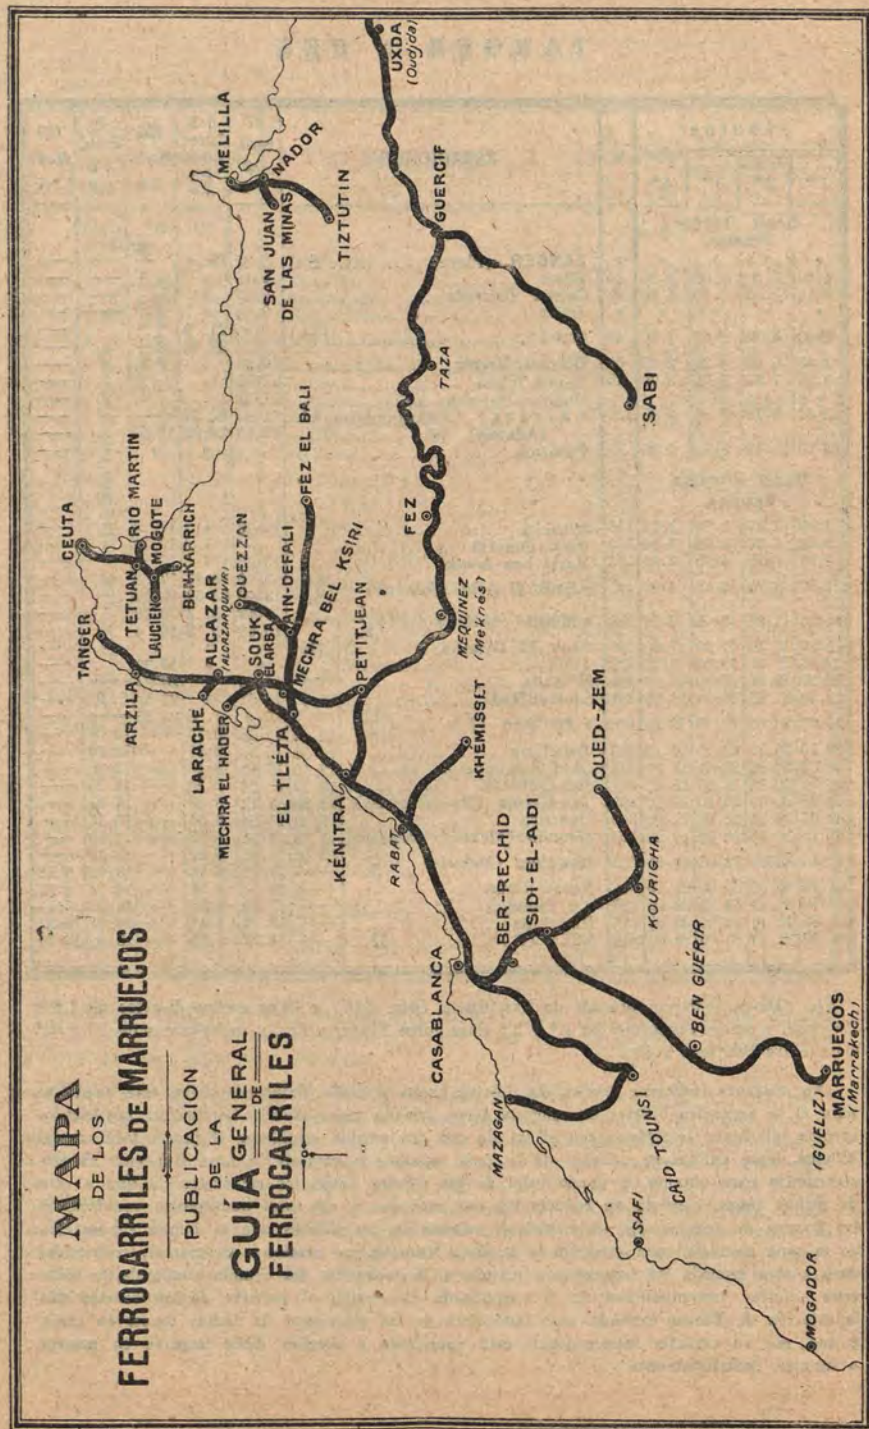 MAPA
DE LOS
FERROCARRILES DE MARRUECOS
PUBLICACION
DE LA
GUÍA GENERAL
DE
FERROCARRILES
CEUTA
TANGER
RIO MARTIN
TETUAN
MOGOTE
LAUCIEN
BEN-KARRICH
ARZILA
ALCAZAR
(ALCAZARQUIVIR)
LARACHE
OUEZZAN
SOUK
EL ARBA
MECHRA EL HADER
AIN-DEFALI
FEZ EL BALI
MECHRA BEL KSIRI
EL TLÉTA
PETITJEAN
KÉNITRA
MELILLA
NADOR
SAN JUAN
DE LAS MINAS
TIZTUTIN
UXDA
(Oudjda)
GUERCIF
TAZA
SABI
FEZ
MEQUINEZ
(Meknés)
RABAT
KHEMISSET
CASABLANCA
BER-RECHID
SIDI-EL-AIDI
OUED-ZEM
KOURIGHA
MAZAGAN
CAID TOUNSI
BEN GUÉRIR
SAFI
(GUELIZ)
MARRUECOS
(Marrakech)
MOGADOR